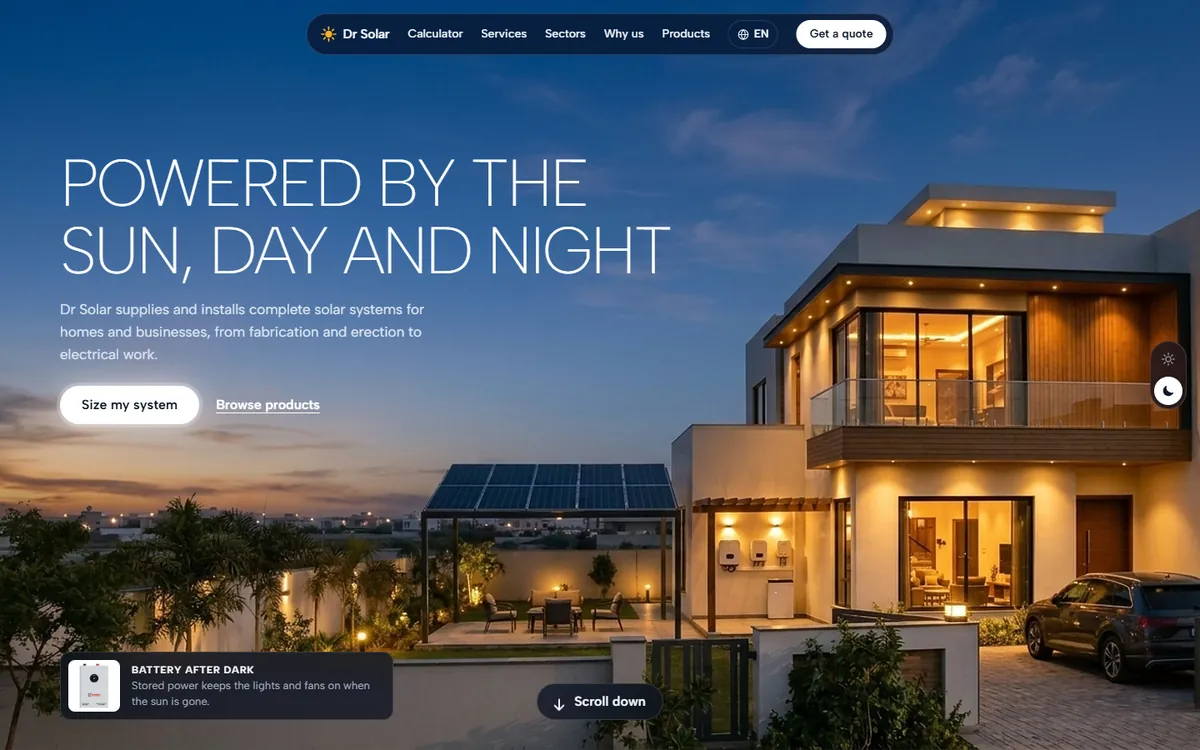 Dr Solar
Calculator
Services
Sectors
Why us
Products
EN
Get a quote
POWERED BY THE
SUN, DAY AND NIGHT
Dr Solar supplies and installs complete solar systems for
homes and businesses, from fabrication and erection to
electrical work.
Size my system
Browse products
BATTERY AFTER DARK
Stored power keeps the lights and fans on when
the sun is gone.
Scroll down